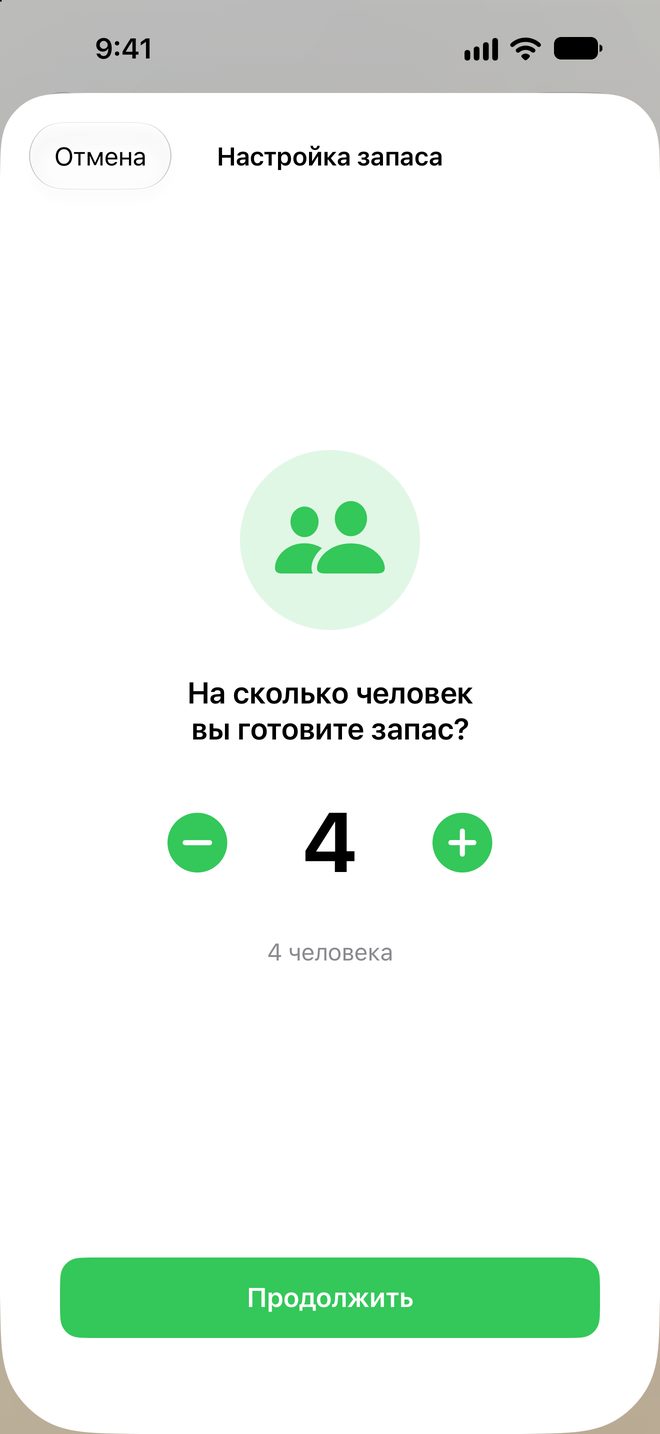 9:41
Отмена
Настройка запаса
На сколько человек
вы готовите запас?
4
4 человека
Продолжить